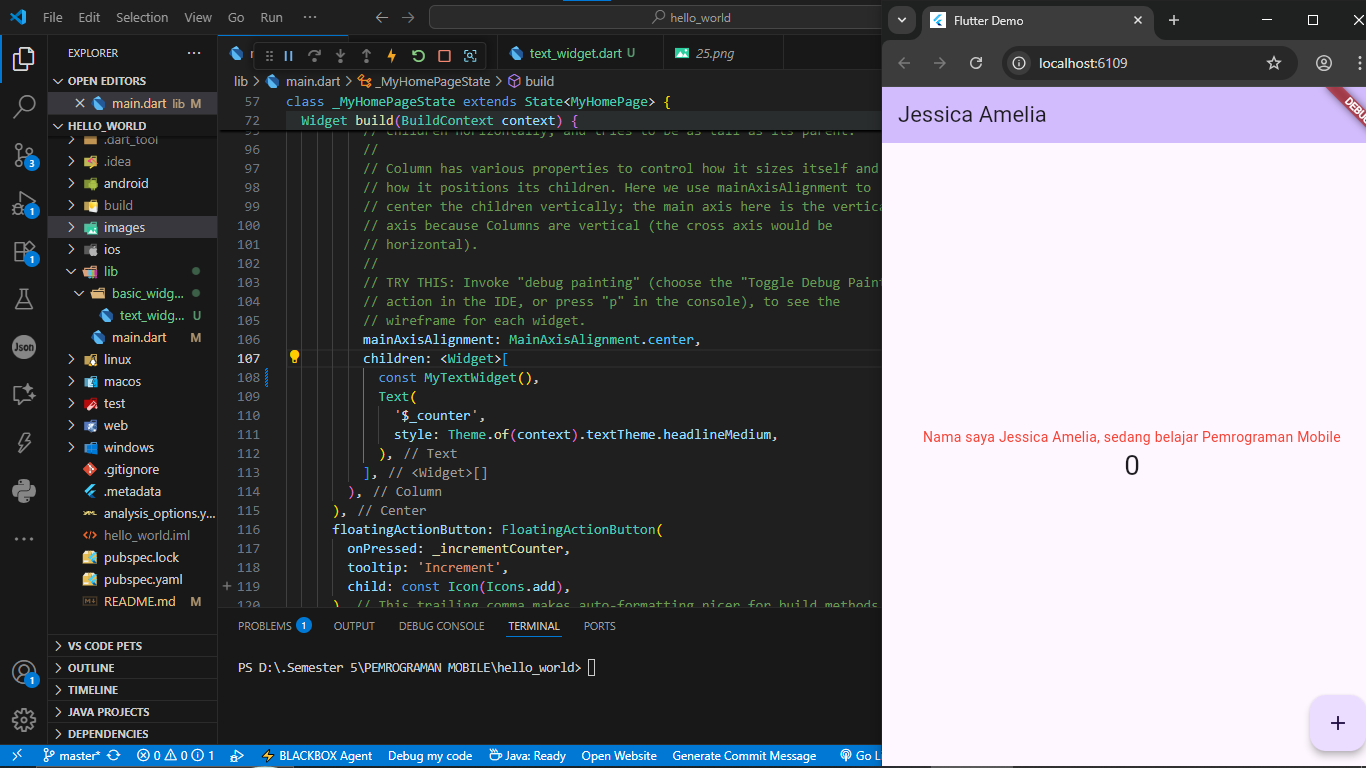 File Edit Selection View Go Run ···
hello_world
EXPLORER
OPEN EDITORS
main.dart lib M
HELLO_WORLD
.dart_tool
.idea
android
build
images
ios
lib
basic_widg...
text_widg... U
main.dart M
linux
macos
test
web
windows
.gitignore
.metadata
analysis_options.y...
hello_world.iml
pubspec.lock
pubspec.yaml
README.md M
VS CODE PETS
OUTLINE
TIMELINE
JAVA PROJECTS
DEPENDENCIES
3
1
1
Json
1
text_widget.dart U
25.png
lib > main.dart > _MyHomePageState > build
57 class _MyHomePageState extends State<MyHomePage> {
72 Widget build(BuildContext context) {
95 // children horizontally, and tries to be as tall as its parent.
96 //
97 // Column has various properties to control how it sizes itself and
98 // how it positions its children. Here we use mainAxisAlignment to
99 // center the children vertically; the main axis here is the vertica
100 // axis because Columns are vertical (the cross axis would be
101 // horizontal).
102 //
103 // TRY THIS: Invoke "debug painting" (choose the "Toggle Debug Pain
104 // action in the IDE, or press "p" in the console), to see the
105 // wireframe for each widget.
106 mainAxisAlignment: MainAxisAlignment.center,
107 children: <Widget>[
108 const MyTextWidget(),
109 Text(
110 '$_counter',
111 style: Theme.of(context).textTheme.headlineMedium,
112 ), // Text
113 ], // <Widget>[]
114 ), // Column
115 ), // Center
116 floatingActionButton: FloatingActionButton(
117 onPressed: _incrementCounter,
118 tooltip: 'Increment',
119 child: const Icon(Icons.add),
120 ), // This trailing comma makes auto-formatting nicer for build methods
PROBLEMS 1 OUTPUT DEBUG CONSOLE TERMINAL PORTS
PS D:\.Semester 5\PEMROGRAMAN MOBILE\hello_world>
master* 0 0 1 BLACKBOX Agent Debug my code Java: Ready Open Website Generate Commit Message Go L
Flutter Demo
localhost:6109
Jessica Amelia
DEBU
Nama saya Jessica Amelia, sedang belajar Pemrograman Mobile
0